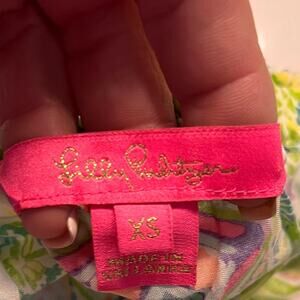 Lilly Pulitzer
XS
MADE IN
SRI LANKA